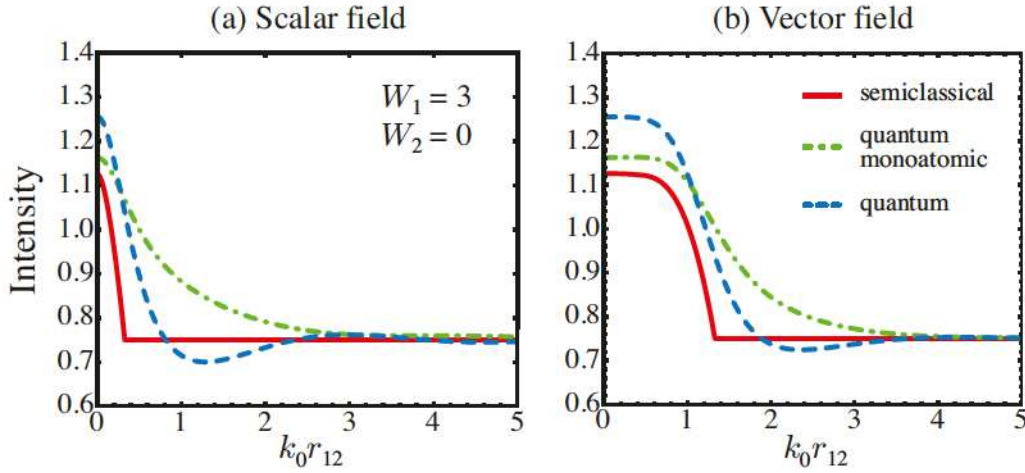 (a) Scalar field
(b) Vector field
Intensity
1.4
1.3
1.2
1.1
1.0
0.9
0.8
0.7
0.6
W₁ = 3
W₂ = 0
0 1 2 3 4 5
k₀r₁₂
1.4
1.3
1.2
1.1
1.0
0.9
0.8
0.7
0.6
semiclassical
quantum
monoatomic
quantum
0 1 2 3 4 5
k₀r₁₂